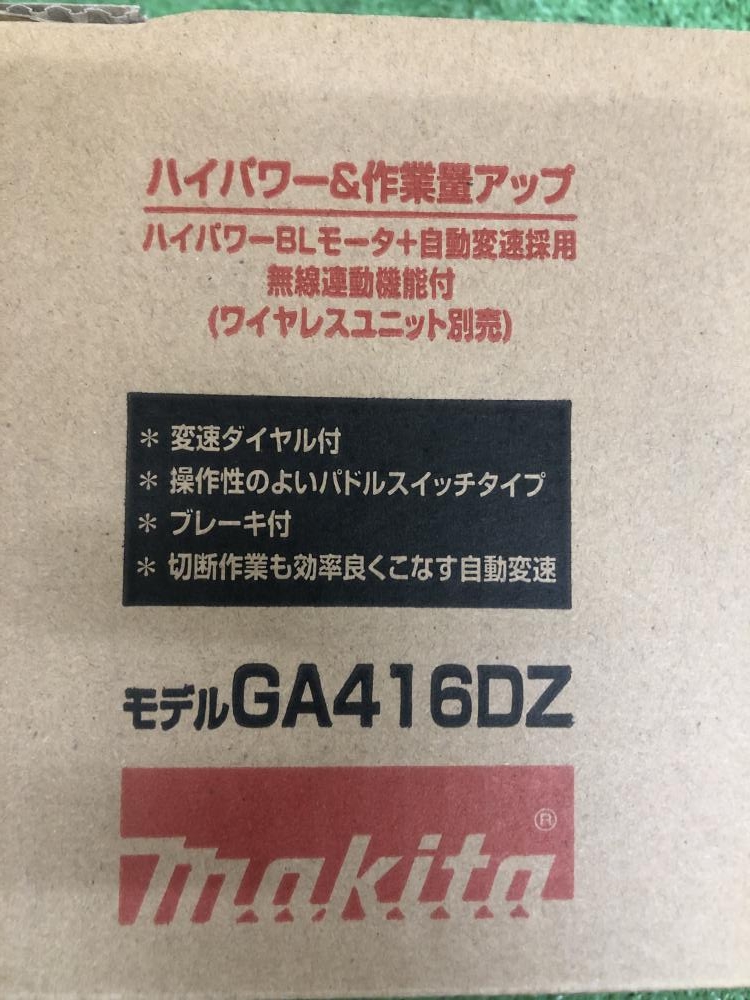 ハイパワー&作業量アップ
ハイパワーBLモータ+自動変速採用
無線連動機能付
(ワイヤレスユニット別売)
* 変速ダイヤル付
* 操作性のよいパドルスイッチタイプ
* ブレーキ付
* 切断作業も効率良くこなす自動変速
モデルGA416DZ
makita®